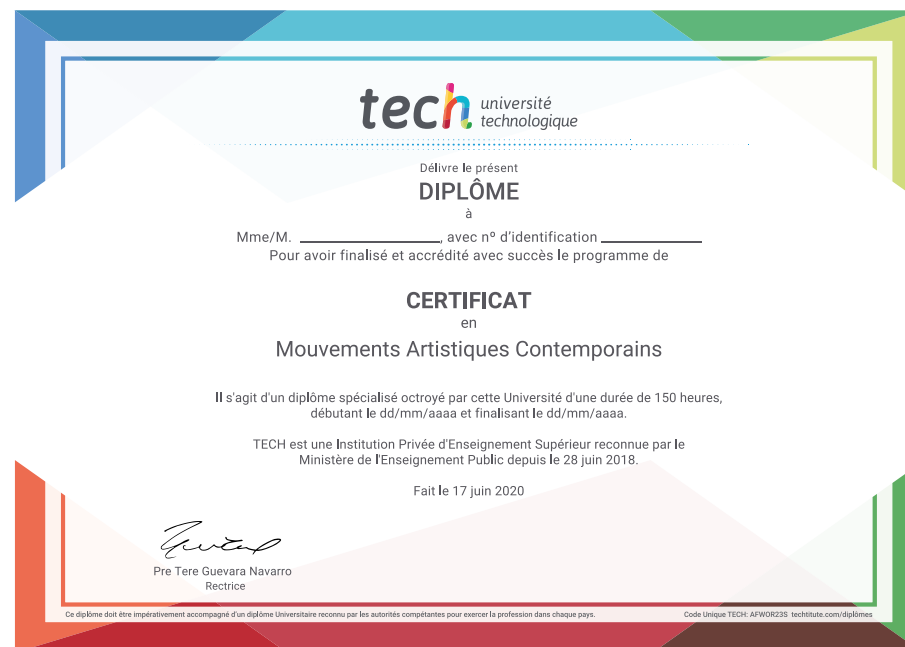 tech université
technologique
Délivre le présent
DIPLÔME
à
Mme/M. ____________________, avec nº d'identification ______________
Pour avoir finalisé et accrédité avec succès le programme de
CERTIFICAT
en
Mouvements Artistiques Contemporains
Il s'agit d'un diplôme spécialisé octroyé par cette Université d'une durée de 150 heures,
débutant le dd/mm/aaaa et finalisant le dd/mm/aaaa.
TECH est une Institution Privée d'Enseignement Supérieur reconnue par le
Ministère de l'Enseignement Public depuis le 28 juin 2018.
Fait le 17 juin 2020
Pre Tere Guevara Navarro
Rectrice
Ce diplôme doit être impérativement accompagné d'un diplôme Universitaire reconnu par les autorités compétantes pour exercer la profession dans chaque pays.
Code Unique TECH: AFWOR23S techtitute.com/diplômes